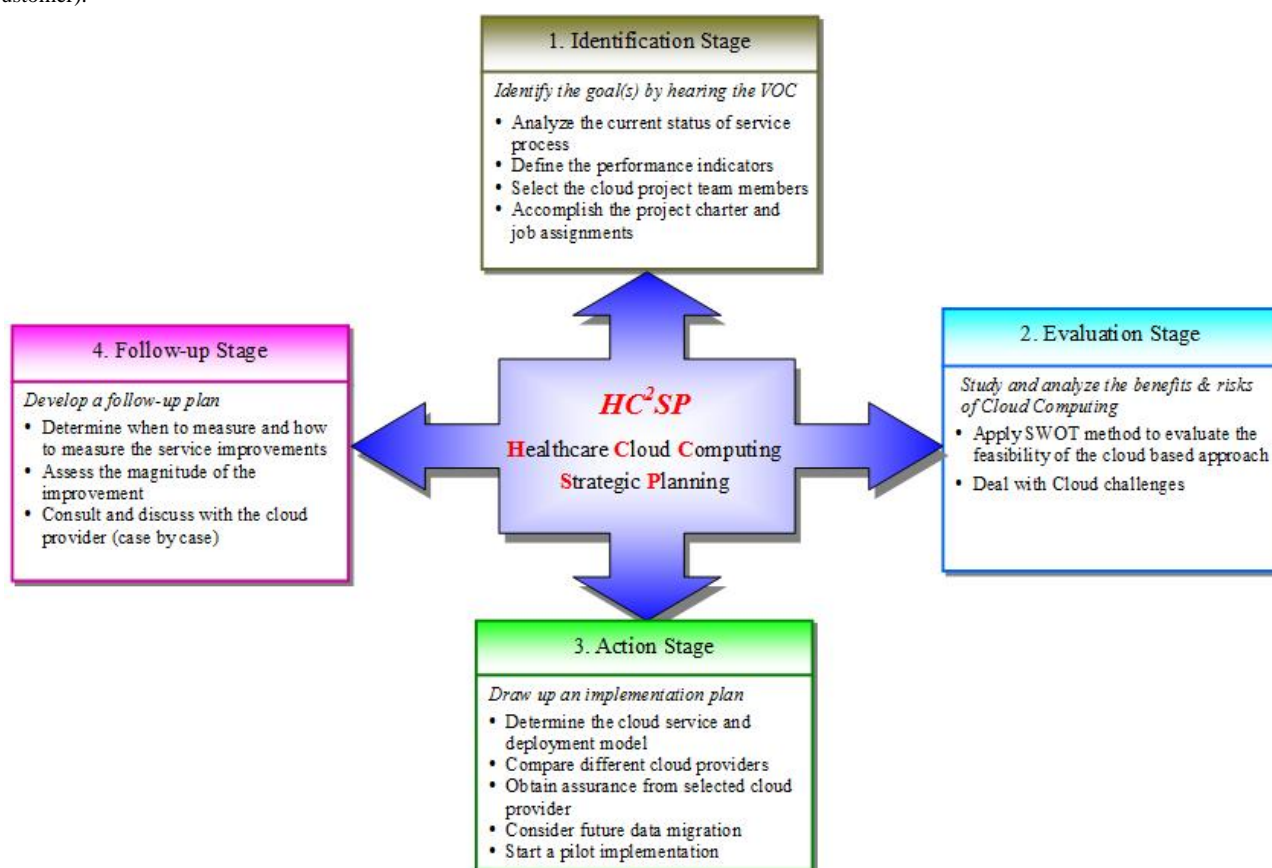 ustomer).
1. Identification Stage
Identify the goal(s) by hearing the VOC
• Analyze the current status of service
process
• Define the performance indicators
• Select the cloud project team members
• Accomplish the project charter and
job assignments
4. Follow-up Stage
Develop a follow-up plan
• Determine when to measure and how
to measure the service improvements
• Assess the magnitude of the
improvement
• Consult and discuss with the cloud
provider (case by case)
HC²SP
Healthcare Cloud Computing
Strategic Planning
2. Evaluation Stage
Study and analyze the benefits & risks
of Cloud Computing
• Apply SWOT method to evaluate the
feasibility of the cloud based approach
• Deal with Cloud challenges
3. Action Stage
Draw up an implementation plan
• Determine the cloud service and
deployment model
• Compare different cloud providers
• Obtain assurance from selected cloud
provider
• Consider future data migration
• Start a pilot implementation